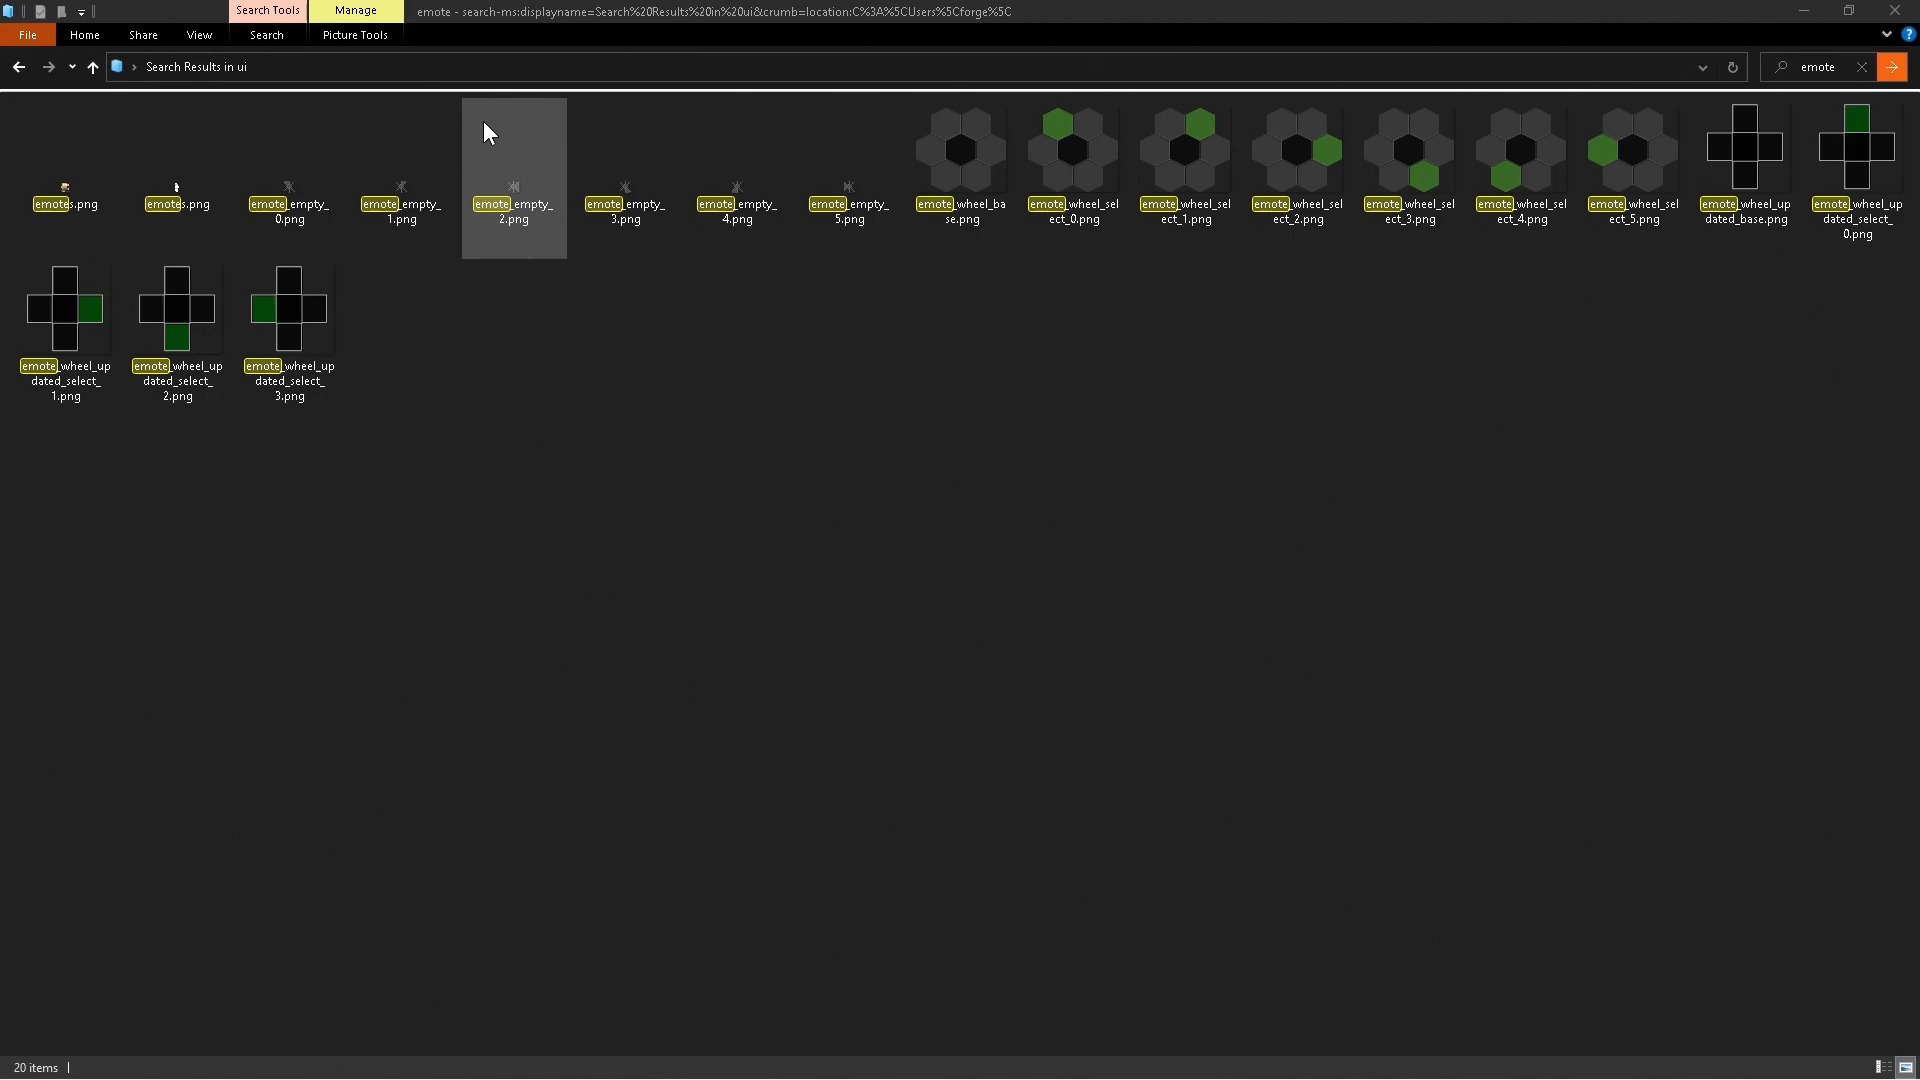 Search Tools
Manage
emote - search-ms:displayname=Search%20Results%20in%20ui&crumb=location:C%3A%5CUsers%5Cforge%5C
File
Home
Share
View
Search
Picture Tools
Search Results in ui
emote
emotes.png
emotes.png
emote_empty_
0.png
emote_empty_
1.png
emote_empty_
2.png
emote_empty_
3.png
emote_empty_
4.png
emote_empty_
5.png
emote_wheel_ba
se.png
emote_wheel_sel
ect_0.png
emote_wheel_sel
ect_1.png
emote_wheel_sel
ect_2.png
emote_wheel_sel
ect_3.png
emote_wheel_sel
ect_4.png
emote_wheel_sel
ect_5.png
emote_wheel_up
dated_base.png
emote_wheel_up
dated_select_
0.png
emote_wheel_up
dated_select_
1.png
emote_wheel_up
dated_select_
2.png
emote_wheel_up
dated_select_
3.png
20 items